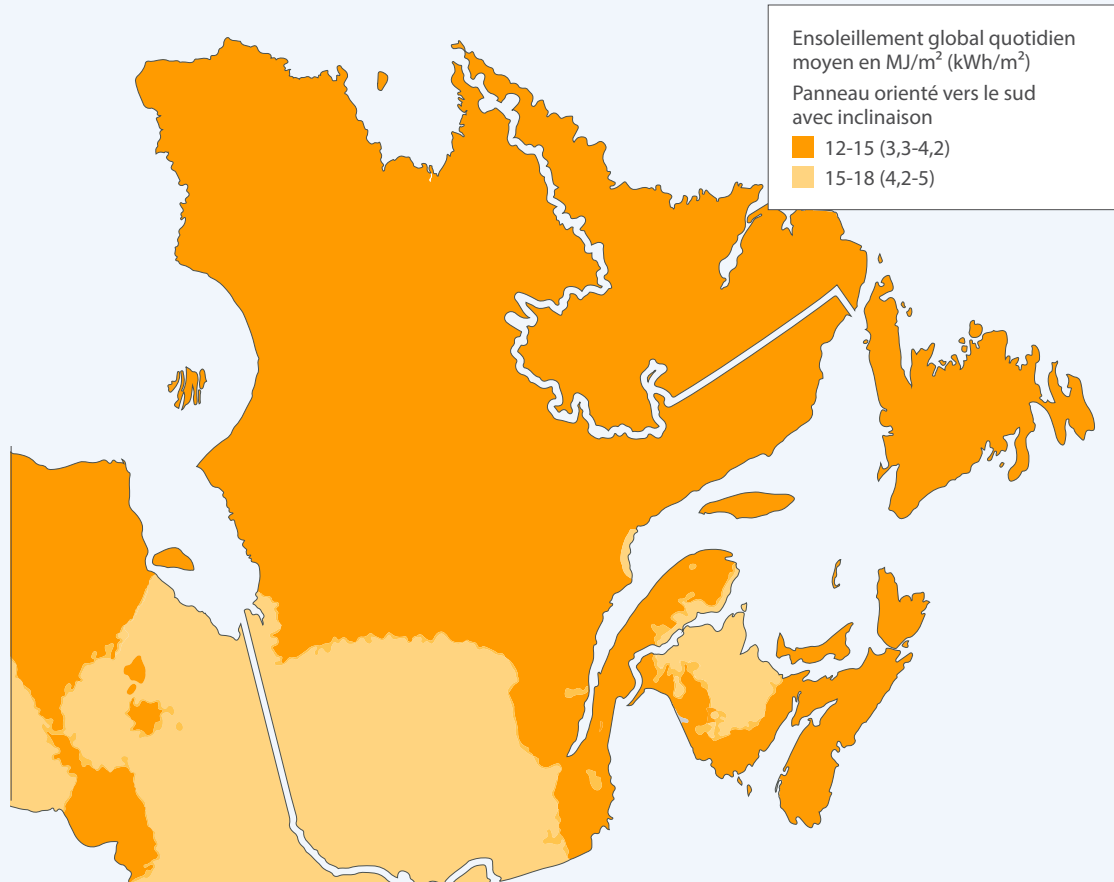 Ensoleillement global quotidien
moyen en MJ/m² (kWh/m²)
Panneau orienté vers le sud
avec inclinaison
12-15 (3,3-4,2)
15-18 (4,2-5)